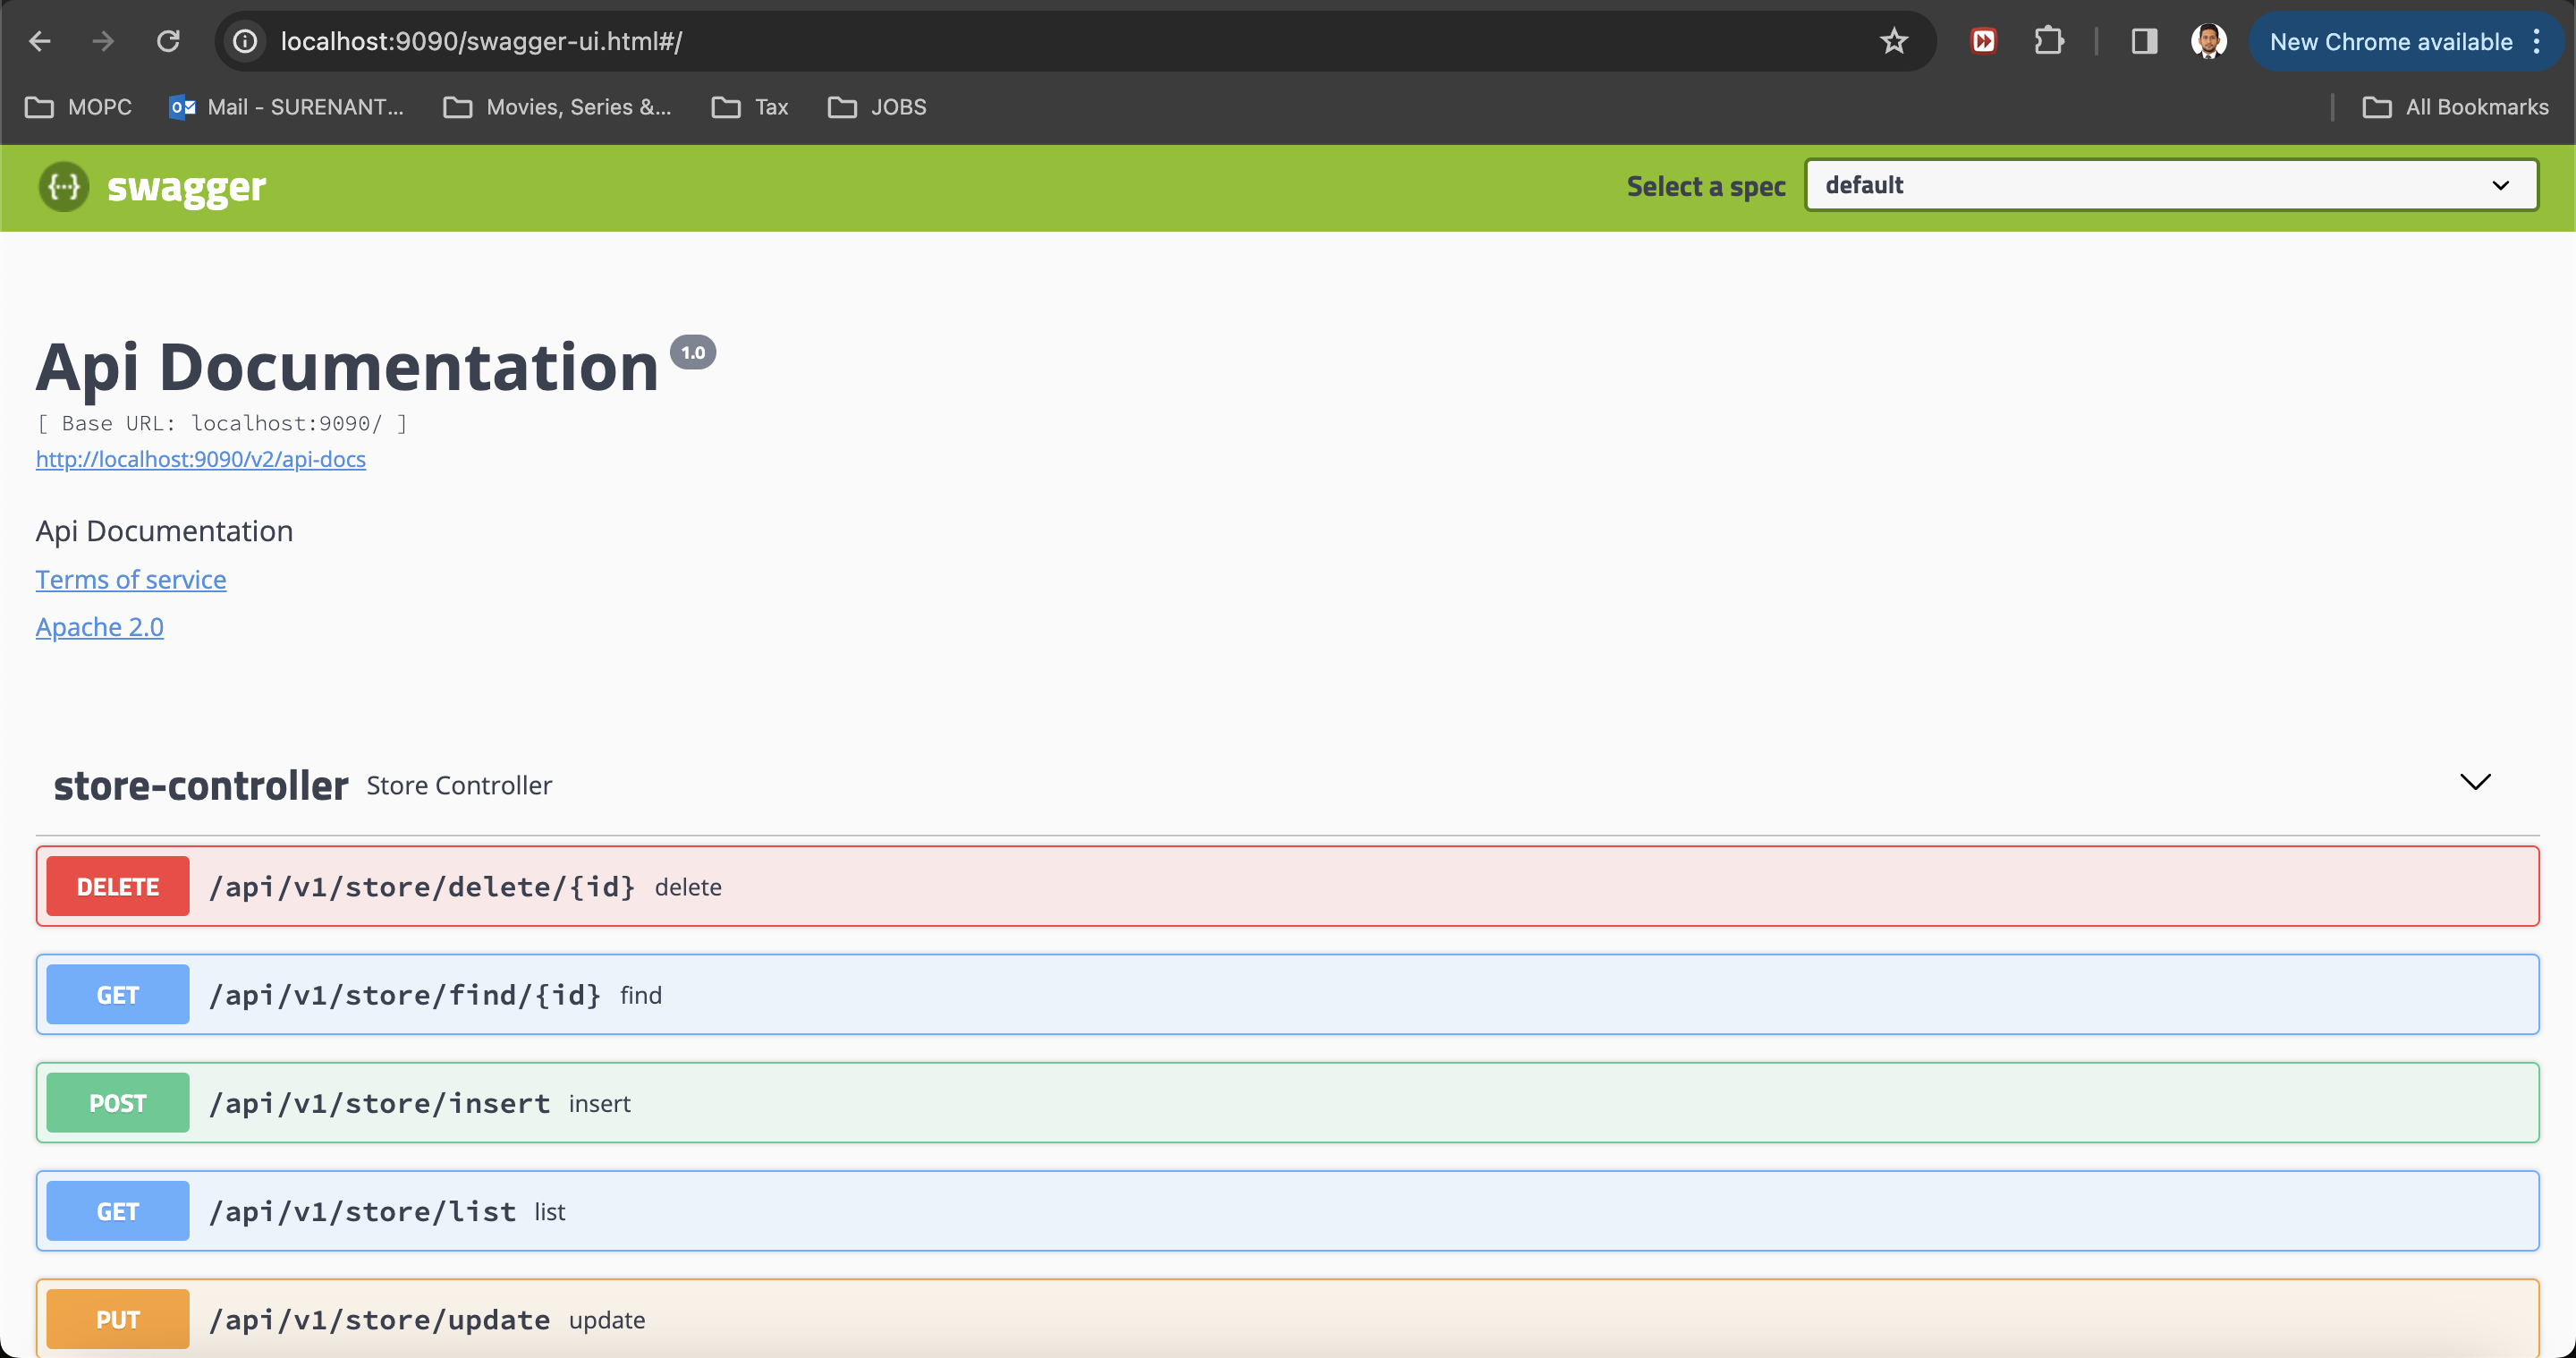 localhost:9090/swagger-ui.html#/
New Chrome available
MOPC
Mail - SURENANT...
Movies, Series &...
Tax
JOBS
All Bookmarks
{...} swagger
Select a spec
default
Api Documentation 1.0
[ Base URL: localhost:9090/ ]
http://localhost:9090/v2/api-docs
Api Documentation
Terms of service
Apache 2.0
store-controller Store Controller
DELETE /api/v1/store/delete/{id} delete
GET /api/v1/store/find/{id} find
POST /api/v1/store/insert insert
GET /api/v1/store/list list
PUT /api/v1/store/update update